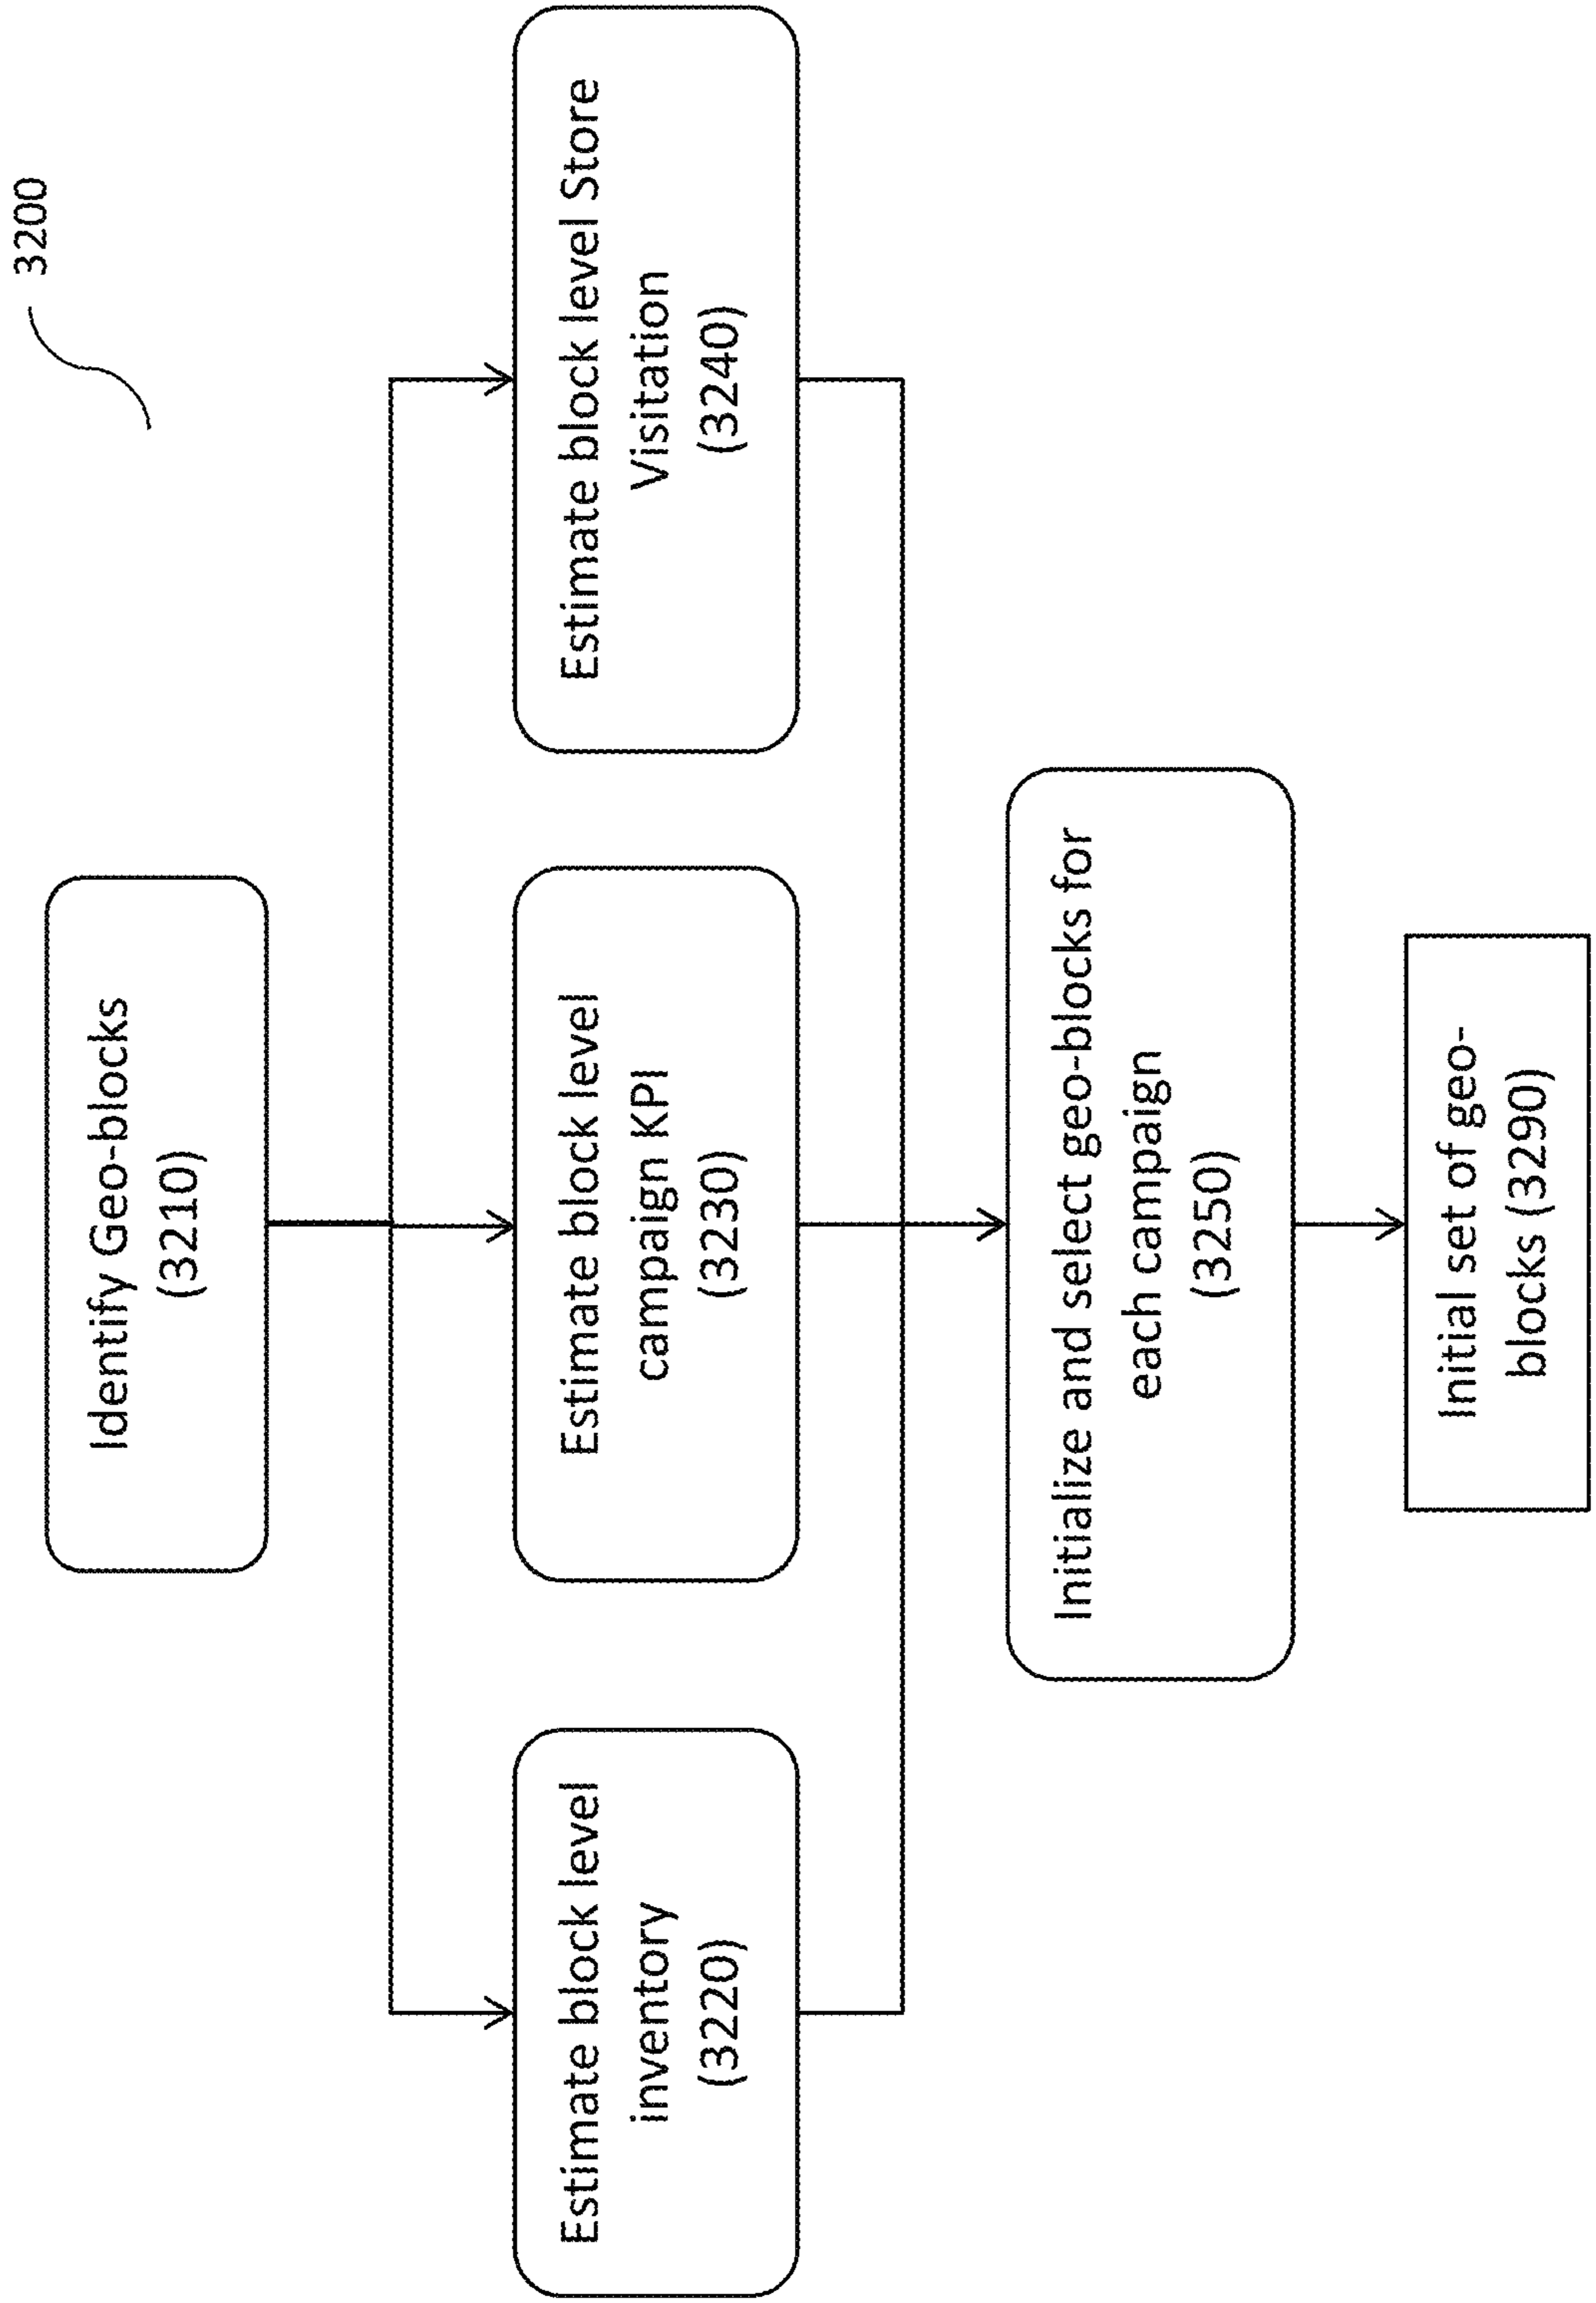 3200
Identify Geo-blocks
(3210)
Estimate block level
inventory
(3220)
Estimate block level
campaign KPI
(3230)
Estimate block level Store
Visitation
(3240)
Initialize and select geo-blocks for
each campaign
(3250)
Initial set of geo-
blocks (3290)